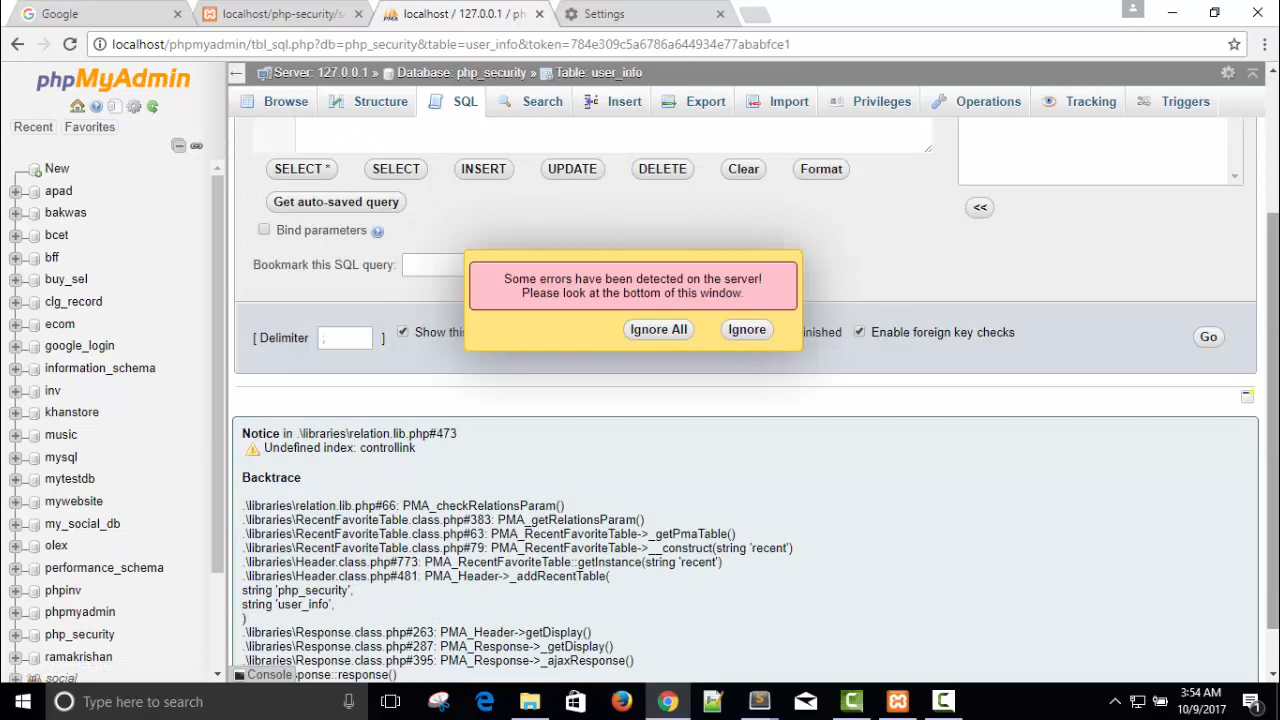 Google
localhost/php-security/s
localhost / 127.0.0.1 / ph
Settings
localhost/phpmyadmin/tbl_sql.php?db=php_security&table=user_info&token=784e309c5a6786a644934e77ababfce1
phpMyAdmin
Recent
Favorites
New
apad
bakwas
bcet
bff
buy_sel
clg_record
ecom
google_login
information_schema
inv
khanstore
music
mysql
mytestdb
mywebsite
my_social_db
olex
performance_schema
phpinv
phpmyadmin
php_security
ramakrishan
social
Server: 127.0.0.1 » Database: php_security » Table: user_info
Browse
Structure
SQL
Search
Insert
Export
Import
Privileges
Operations
Tracking
Triggers
SELECT *
SELECT
INSERT
UPDATE
DELETE
Clear
Format
Get auto-saved query
<<
Bind parameters
Bookmark this SQL query:
Some errors have been detected on the server!
Please look at the bottom of this window.
Ignore All
Ignore
[ Delimiter ; ]
Show this
inished
Enable foreign key checks
Go
Notice in .\libraries\relation.lib.php#473
Undefined index: controllink
Backtrace
.\libraries\relation.lib.php#66: PMA_checkRelationsParam()
.\libraries\RecentFavoriteTable.class.php#383: PMA_getRelationsParam()
.\libraries\RecentFavoriteTable.class.php#63: PMA_RecentFavoriteTable->_getPmaTable()
.\libraries\RecentFavoriteTable.class.php#79: PMA_RecentFavoriteTable->__construct(string 'recent')
.\libraries\Header.class.php#773: PMA_RecentFavoriteTable::getInstance(string 'recent')
.\libraries\Header.class.php#481: PMA_Header->_addRecentTable(
string 'php_security',
string 'user_info',
)
.\libraries\Response.class.php#263: PMA_Header->getDisplay()
.\libraries\Response.class.php#287: PMA_Response->_getDisplay()
.\libraries\Response.class.php#395: PMA_Response->_ajaxResponse()
Console
ponse::response()
Type here to search
3:54 AM
10/9/2017